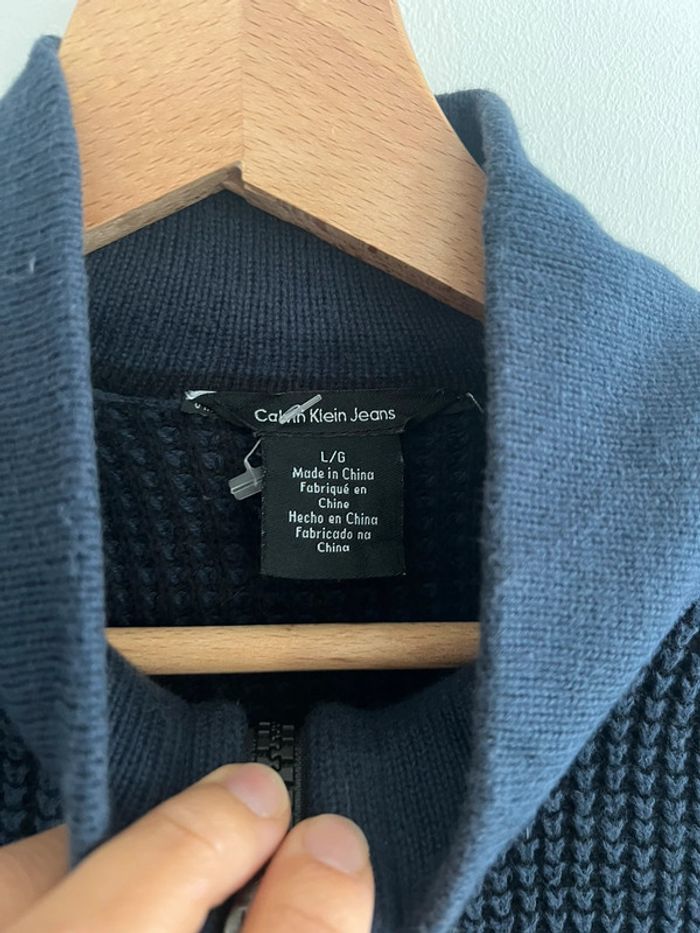 Calvin Klein Jeans
L/G
Made in China
Fabriqué en
Chine
Hecho en China
Fabricado na
China